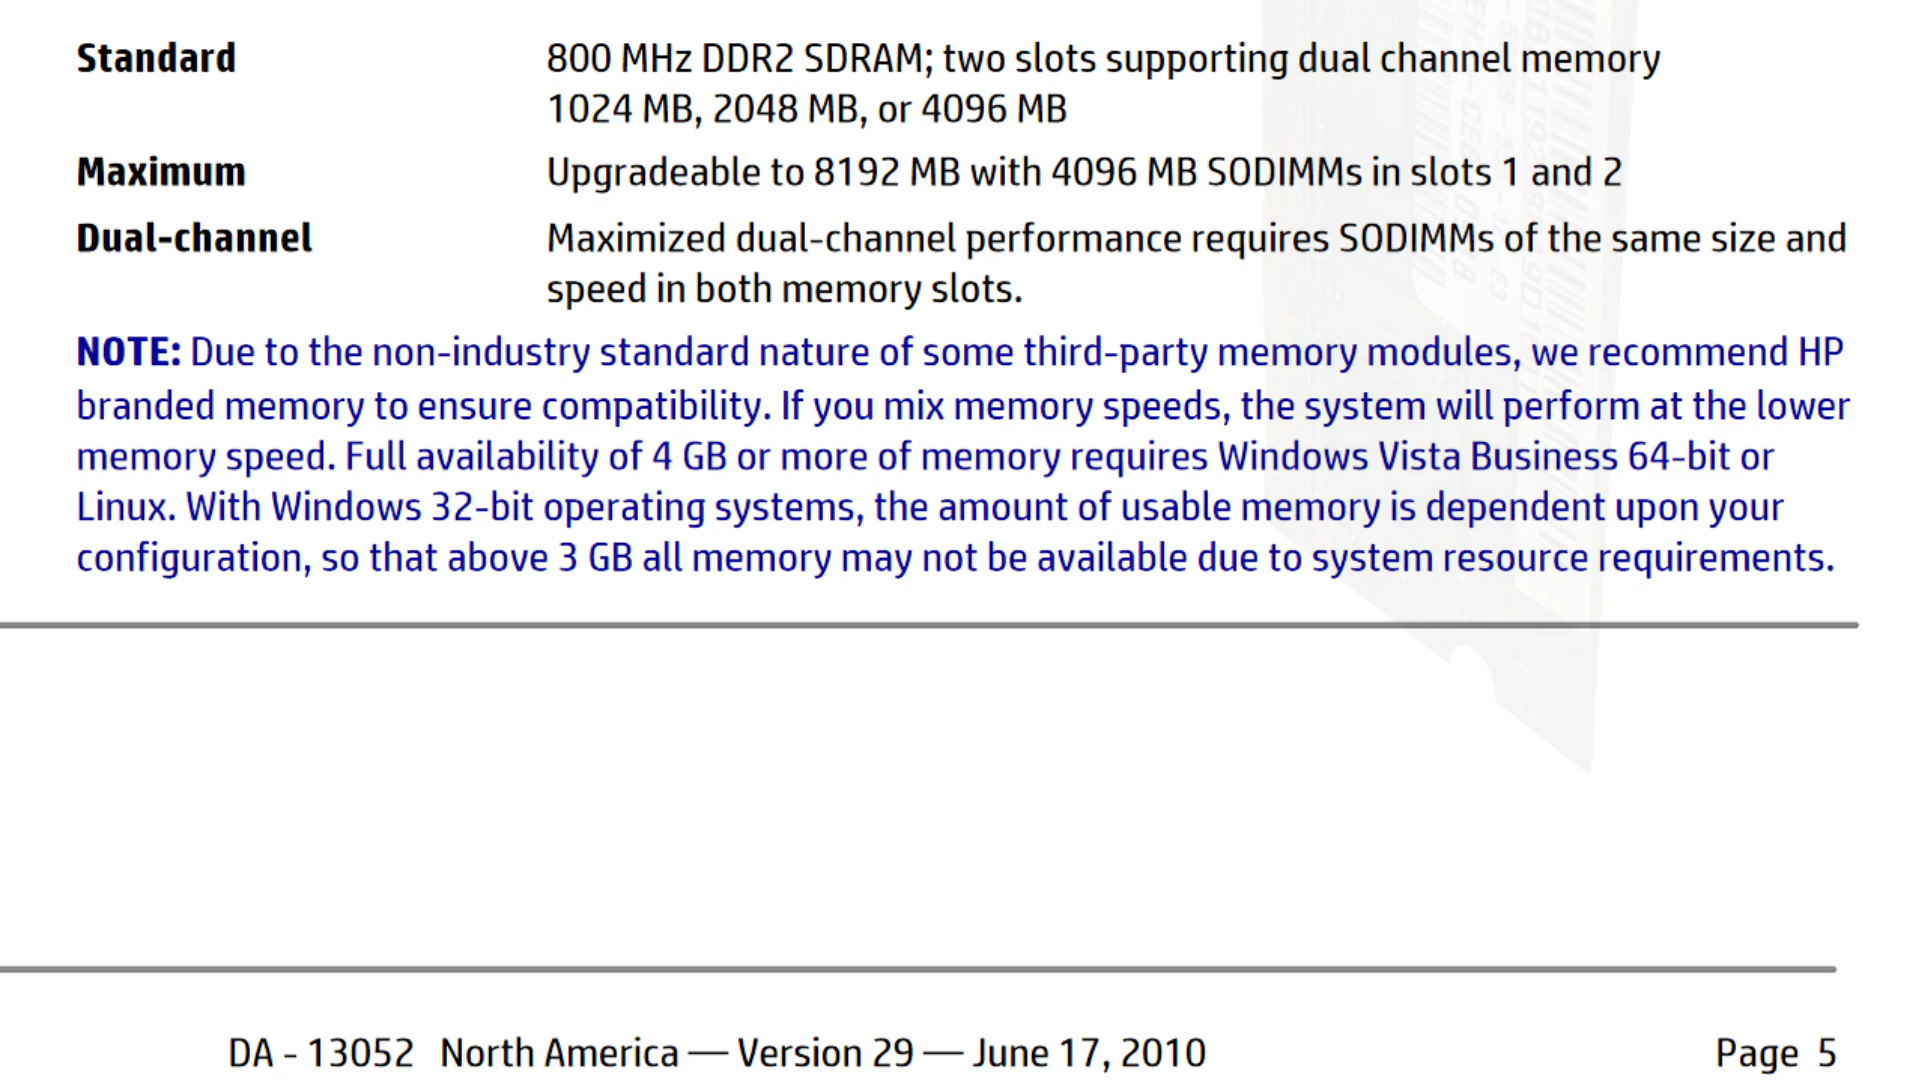 Standard 800 MHz DDR2 SDRAM; two slots supporting dual channel memory
1024 MB, 2048 MB, or 4096 MB
Maximum Upgradeable to 8192 MB with 4096 MB SODIMMs in slots 1 and 2
Dual-channel Maximized dual-channel performance requires SODIMMs of the same size and
speed in both memory slots.
NOTE: Due to the non-industry standard nature of some third-party memory modules, we recommend HP
branded memory to ensure compatibility. If you mix memory speeds, the system will perform at the lower
memory speed. Full availability of 4 GB or more of memory requires Windows Vista Business 64-bit or
Linux. With Windows 32-bit operating systems, the amount of usable memory is dependent upon your
configuration, so that above 3 GB all memory may not be available due to system resource requirements.
DA - 13052 North America — Version 29 — June 17, 2010 Page 5